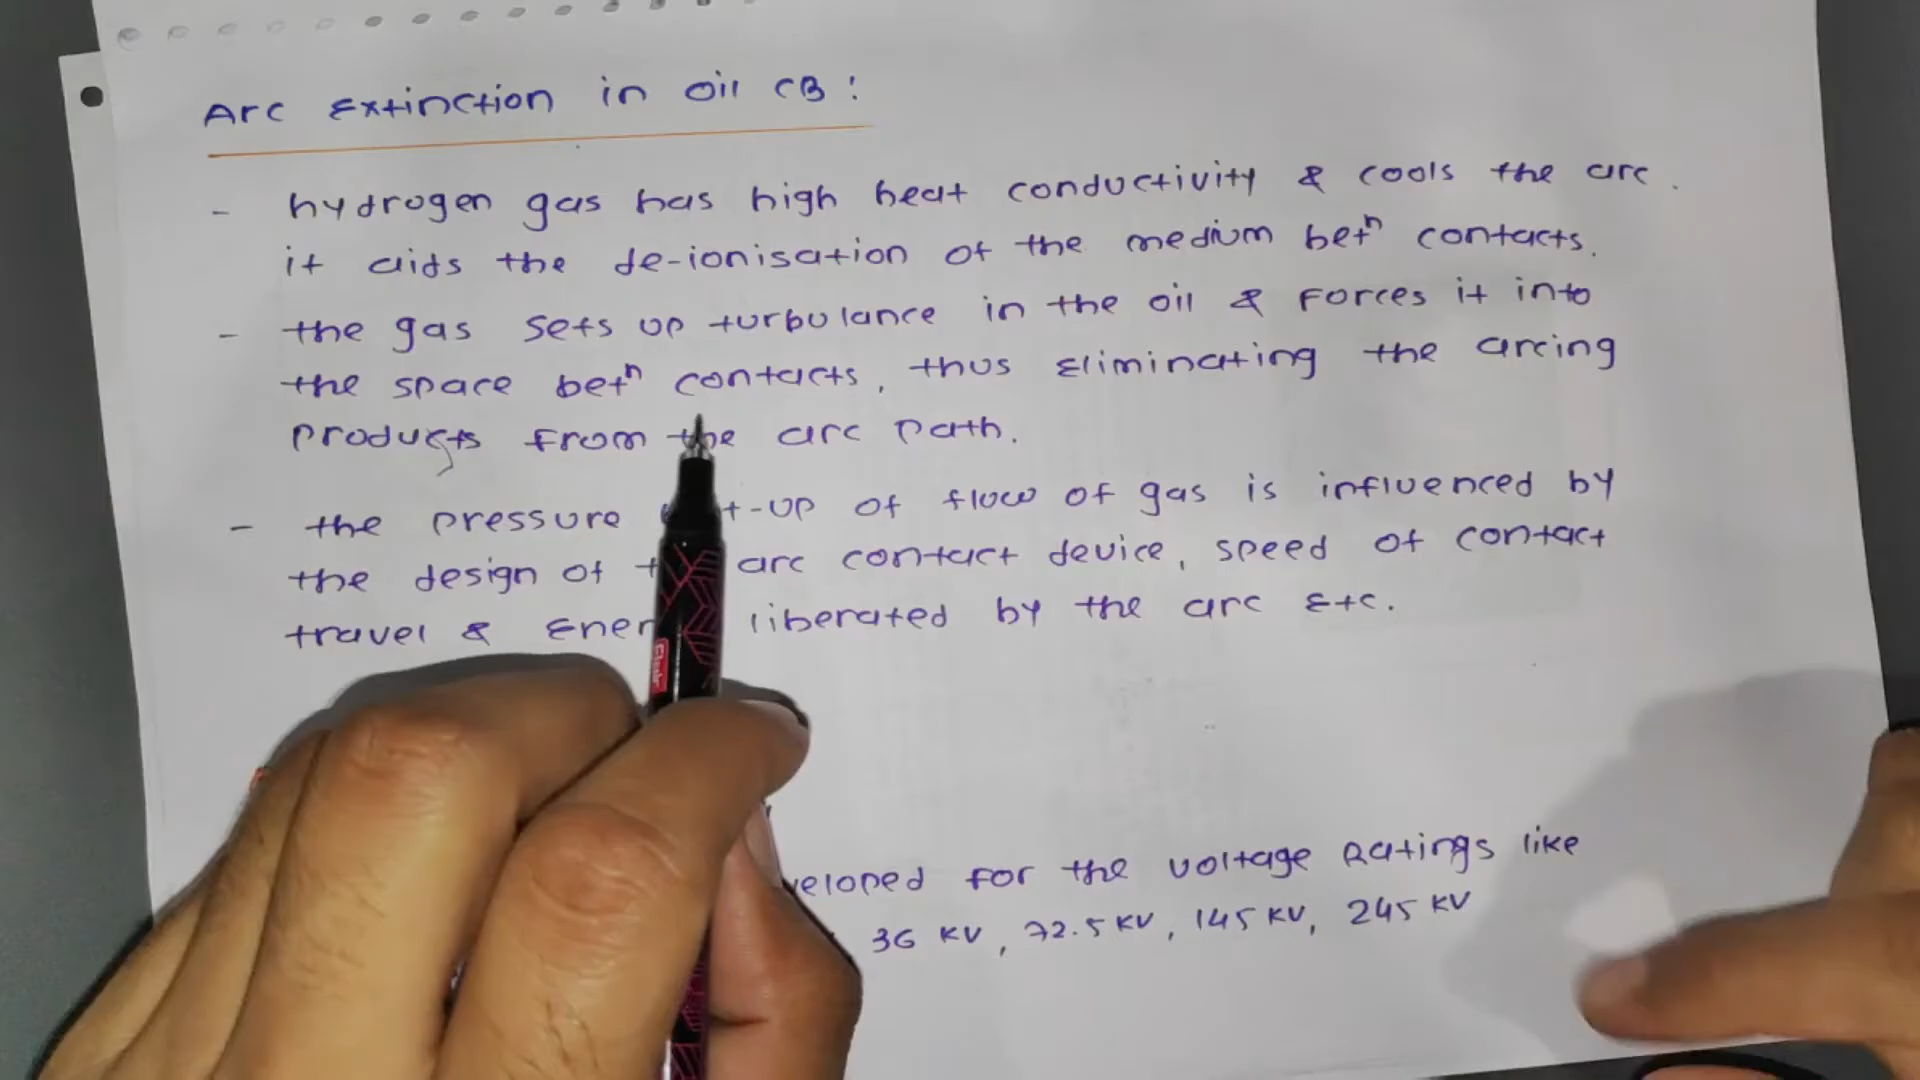 Arc Extinction in Oil CB :
- hydrogen gas has high heat conductivity & cools the arc.
it aids the de-ionisation of the medium betn contacts.
- the gas sets up turbulance in the oil & forces it into
the space betn contacts, thus eliminating the arcing
products from the arc path.
- the pressure t-up of flow of gas is influenced by
the design of arc contact device, speed of contact
travel & liberated by the arc etc.
for the voltage Ratings like
36 KV, 72.5 KV, 145 KV, 245 KV
Flair